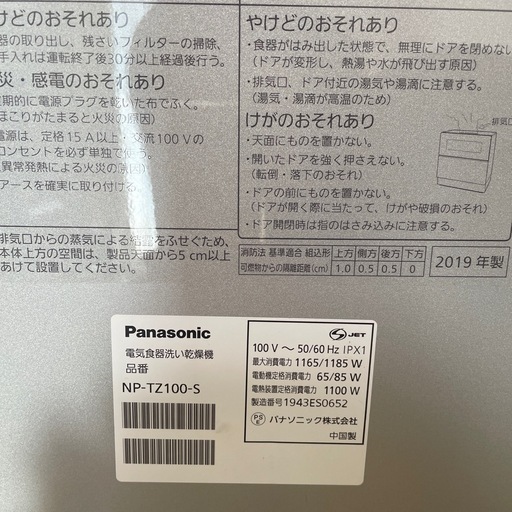 けどのおそれあり
器の取り出し、残さいフィルターの掃除、
手入れは運転終了後30分以上経過後行う。
災・感電のおそれあり
定期的に電源プラグを乾いた布でふく。
ほこりがたまると火災の原因)
電源は、定格15A以上・交流100Vの
コンセントを必ず単独で使う。
異常発熱による火災の原因)
アースを確実に取り付ける。
排気口からの蒸気による結露をふせぐため、
本体上方の空間は、製品天面から5cm以上
あけて設置してください。
やけどのおそれあり
・食器がはみ出した状態で、無理にドアを閉めない
(ドアが変形し、熱湯や水が飛び出す原因)
・排気口、ドア付近の湯気や湯滴に注意する。
(湯気・湯滴が高温のため)
けがのおそれあり
・天面にものを置かない。
・開いたドアを強く押さえない。
(転倒・落下のおそれ)
・ドアの前にものを置かない。
(ドアが開く際に当たって、けがや破損のおそれ)
・ドア開閉時は指のはさみ込みに注意。
排気口
消防法 基準適合 組込形 上方 側方 後方 下方
可燃物からの隔離距離(cm) 1.0 0.5 0.5 0
2019年製
Panasonic
電気食器洗い乾燥機
品番
NP-TZ100-S
S JET
100 V ～ 50/60 Hz IPX1
最大消費電力 1165/1185 W
電動機定格消費電力 65/85 W
電熱装置定格消費電力 1100 W
製造番号 1943ES0652
PS E パナソニック株式会社
中国製